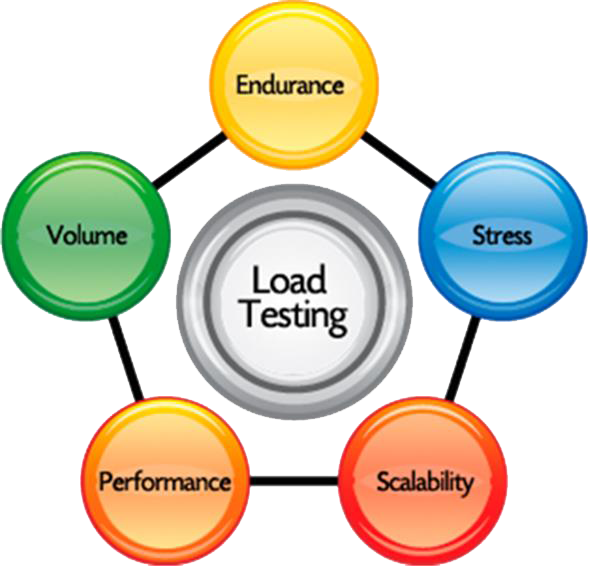 Endurance
Volume
Stress
Load
Testing
Performance
Scalability